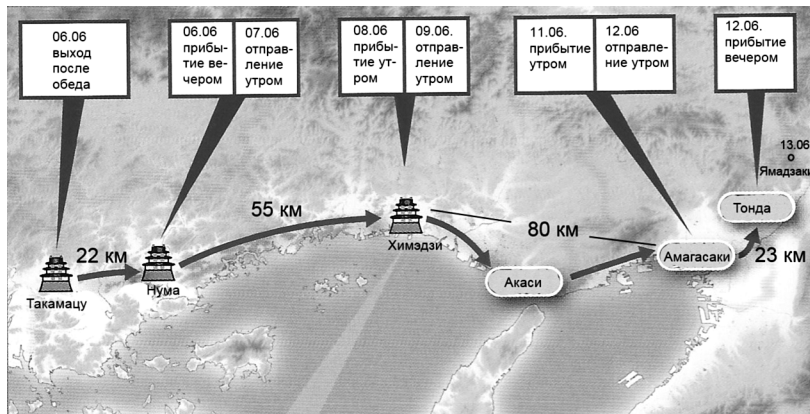 06.06
выход
после
обеда
06.06
прибы-
тие ве-
чером
07.06
отправ-
ление
утром
08.06
прибы-
тие ут-
ром
09.06.
отправ-
ление
утром
11.06.
прибытие
утром
12.06
отправле-
ние утром
12.06.
прибытие
вечером
13.06
Ямадзаки
Тонда
55 км
80 км
Химэдзи
22 км
Амагасаки
23 км
Такамацу
Нума
Акаси